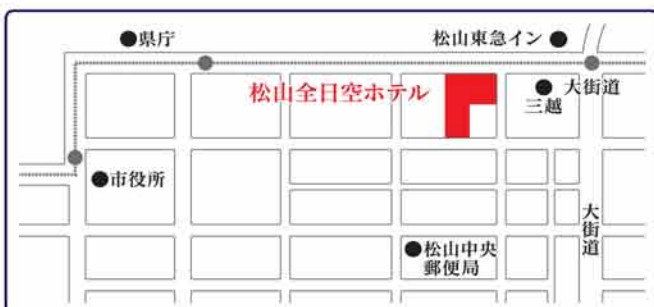 県庁
松山東急イン
松山全日空ホテル
大街道
三越
市役所
大街道
松山中央
郵便局